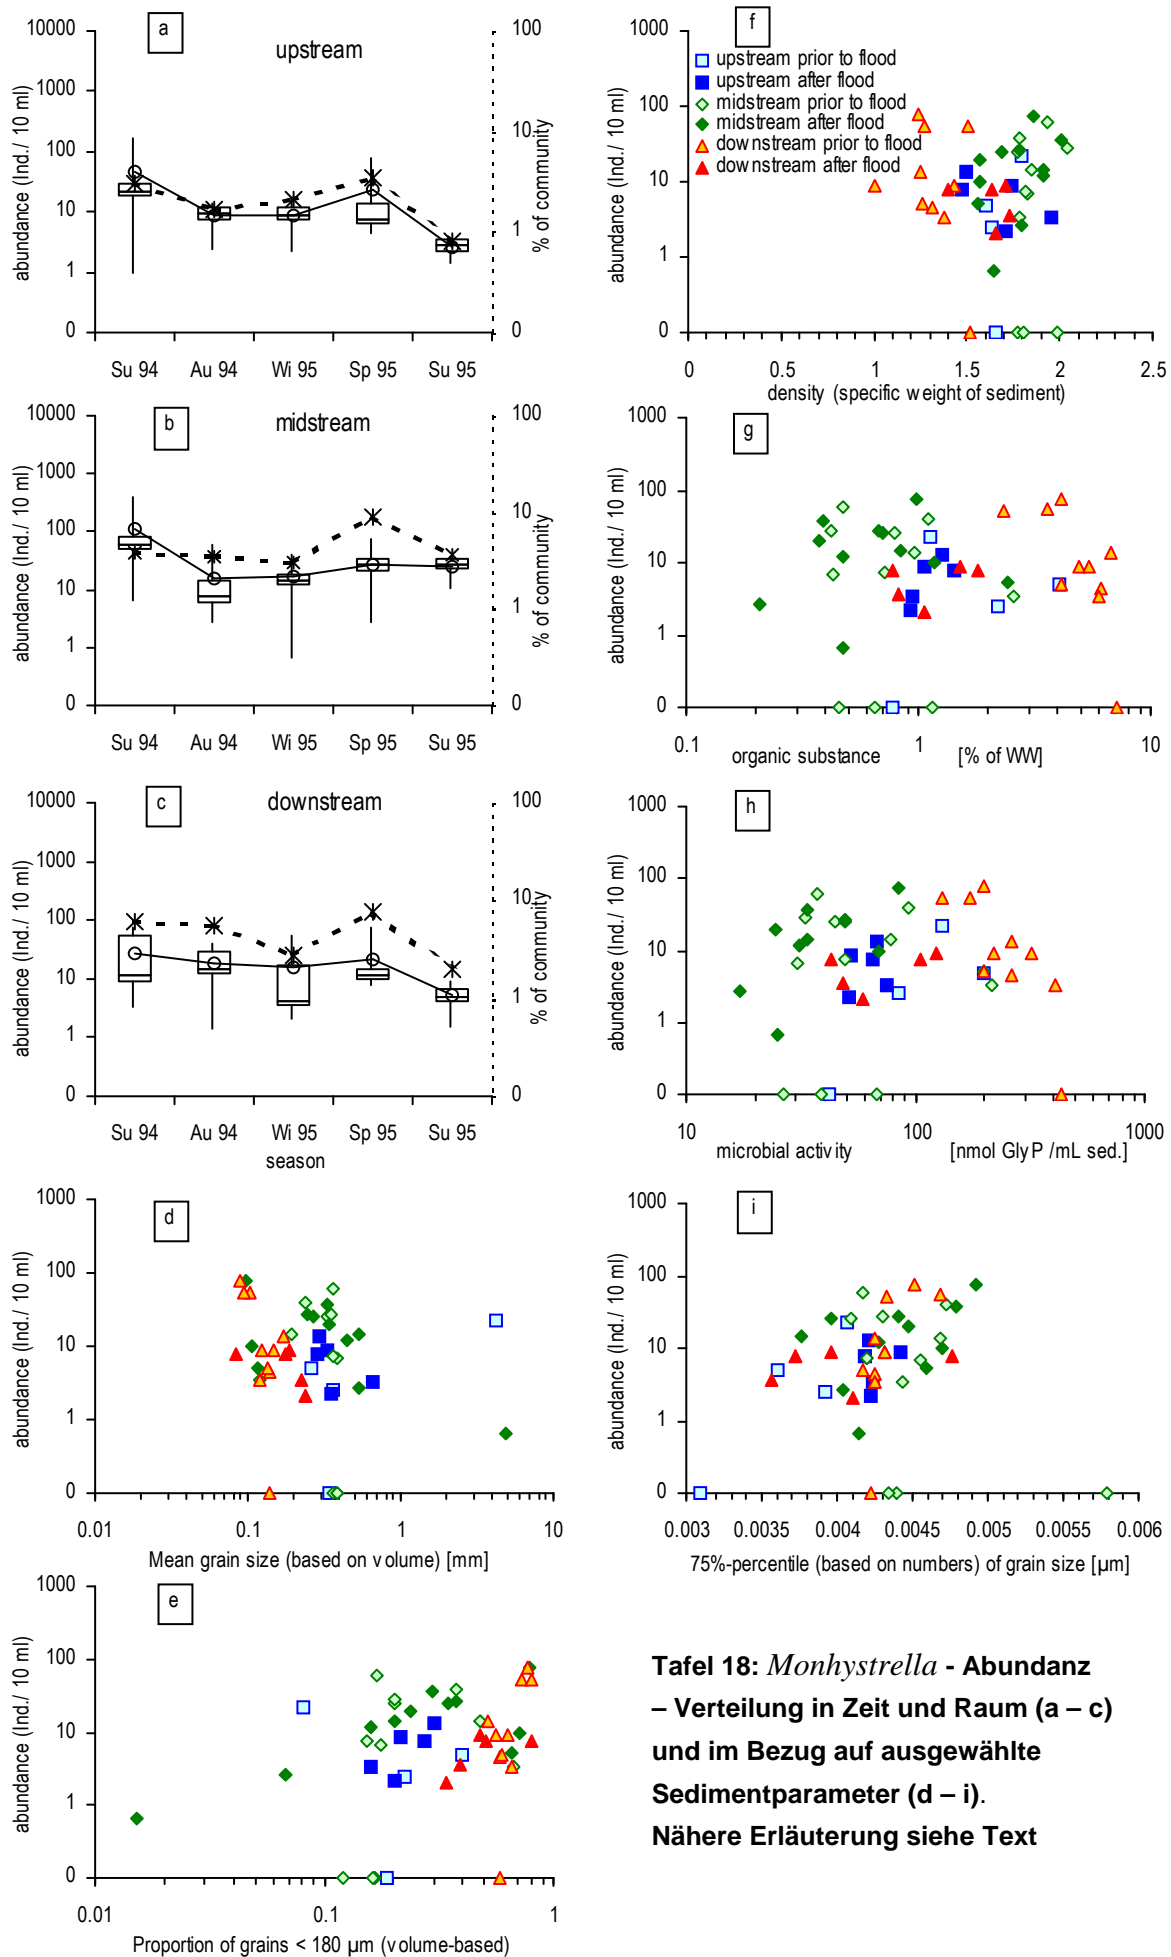 a
upstream
10000
1000
100
10
1
0
abundance (Ind./ 10 ml)
100
10
1
0
% of community
Su 94 Au 94 Wi 95 Sp 95 Su 95
b
midstream
10000
1000
100
10
1
0
abundance (Ind./ 10 ml)
100
10
1
0
% of community
Su 94 Au 94 Wi 95 Sp 95 Su 95
c
downstream
10000
1000
100
10
1
0
abundance (Ind./ 10 ml)
100
10
1
0
% of community
Su 94 Au 94 Wi 95 Sp 95 Su 95
season
d
1000
100
10
1
0
abundance (Ind./ 10 ml)
0.01 0.1 1 10
Mean grain size (based on volume) [mm]
e
1000
100
10
1
0
abundance (Ind./ 10 ml)
0.01 0.1 1
Proportion of grains < 180 µm (volume-based)
f
1000
100
10
1
0
abundance (Ind./ 10 ml)
upstream prior to flood
upstream after flood
midstream prior to flood
midstream after flood
downstream prior to flood
downstream after flood
0 0.5 1 1.5 2 2.5
density (specific weight of sediment)
g
1000
100
10
1
0
abundance (Ind./ 10 ml)
0.1 1 10
organic substance [% of WW]
h
1000
100
10
1
0
abundance (Ind./ 10 ml)
10 100 1000
microbial activity [nmol GlyP /mL sed.]
i
1000
100
10
1
0
abundance (Ind./ 10 ml)
0.003 0.0035 0.004 0.0045 0.005 0.0055 0.006
75%-percentile (based on numbers) of grain size [µm]
Tafel 18: Monhystrella - Abundanz
– Verteilung in Zeit und Raum (a – c)
und im Bezug auf ausgewählte
Sedimentparameter (d – i).
Nähere Erläuterung siehe Text